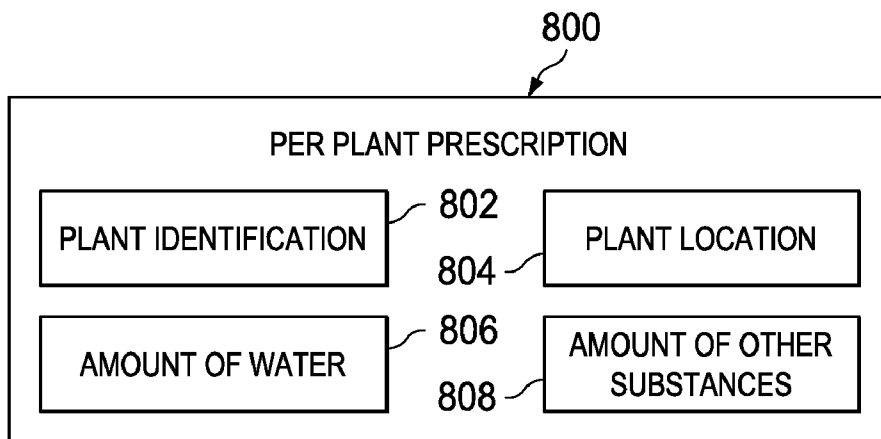 800
PER PLANT PRESCRIPTION
PLANT IDENTIFICATION
802
PLANT LOCATION
804
AMOUNT OF WATER
806
AMOUNT OF OTHER
SUBSTANCES
808